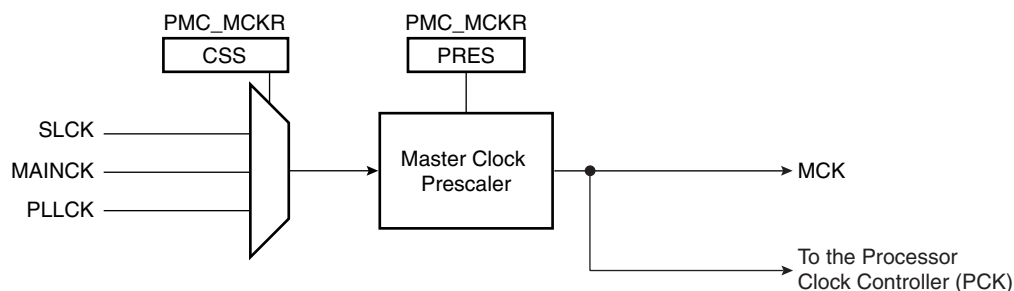 PMC_MCKR
PMC_MCKR
CSS
PRES
SLCK
MAINCK
PLLCK
Master Clock
Prescaler
MCK
To the Processor
Clock Controller (PCK)